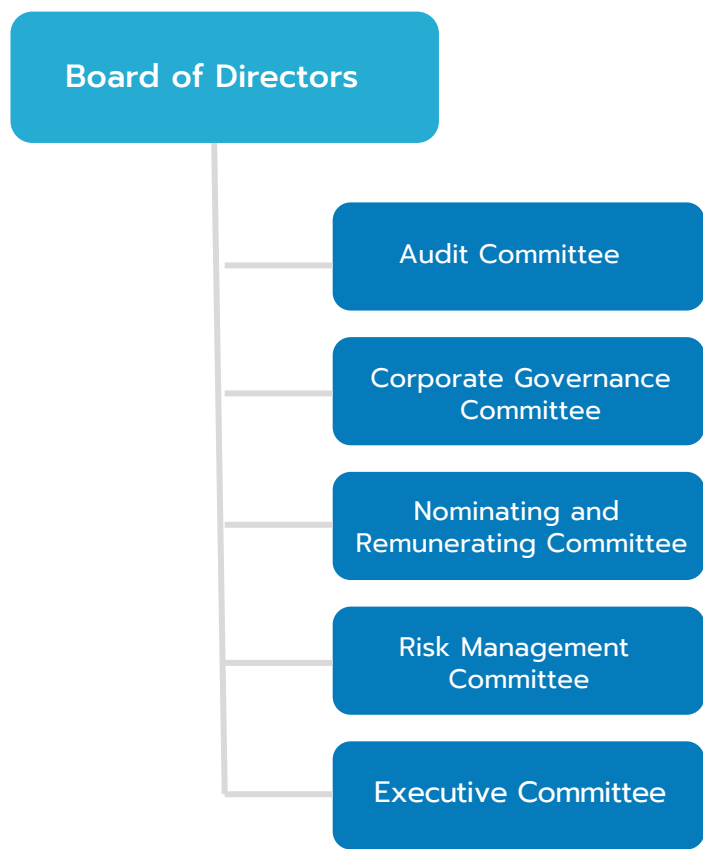 Board of Directors
Audit Committee
Corporate Governance
Committee
Nominating and
Remunerating Committee
Risk Management
Committee
Executive Committee